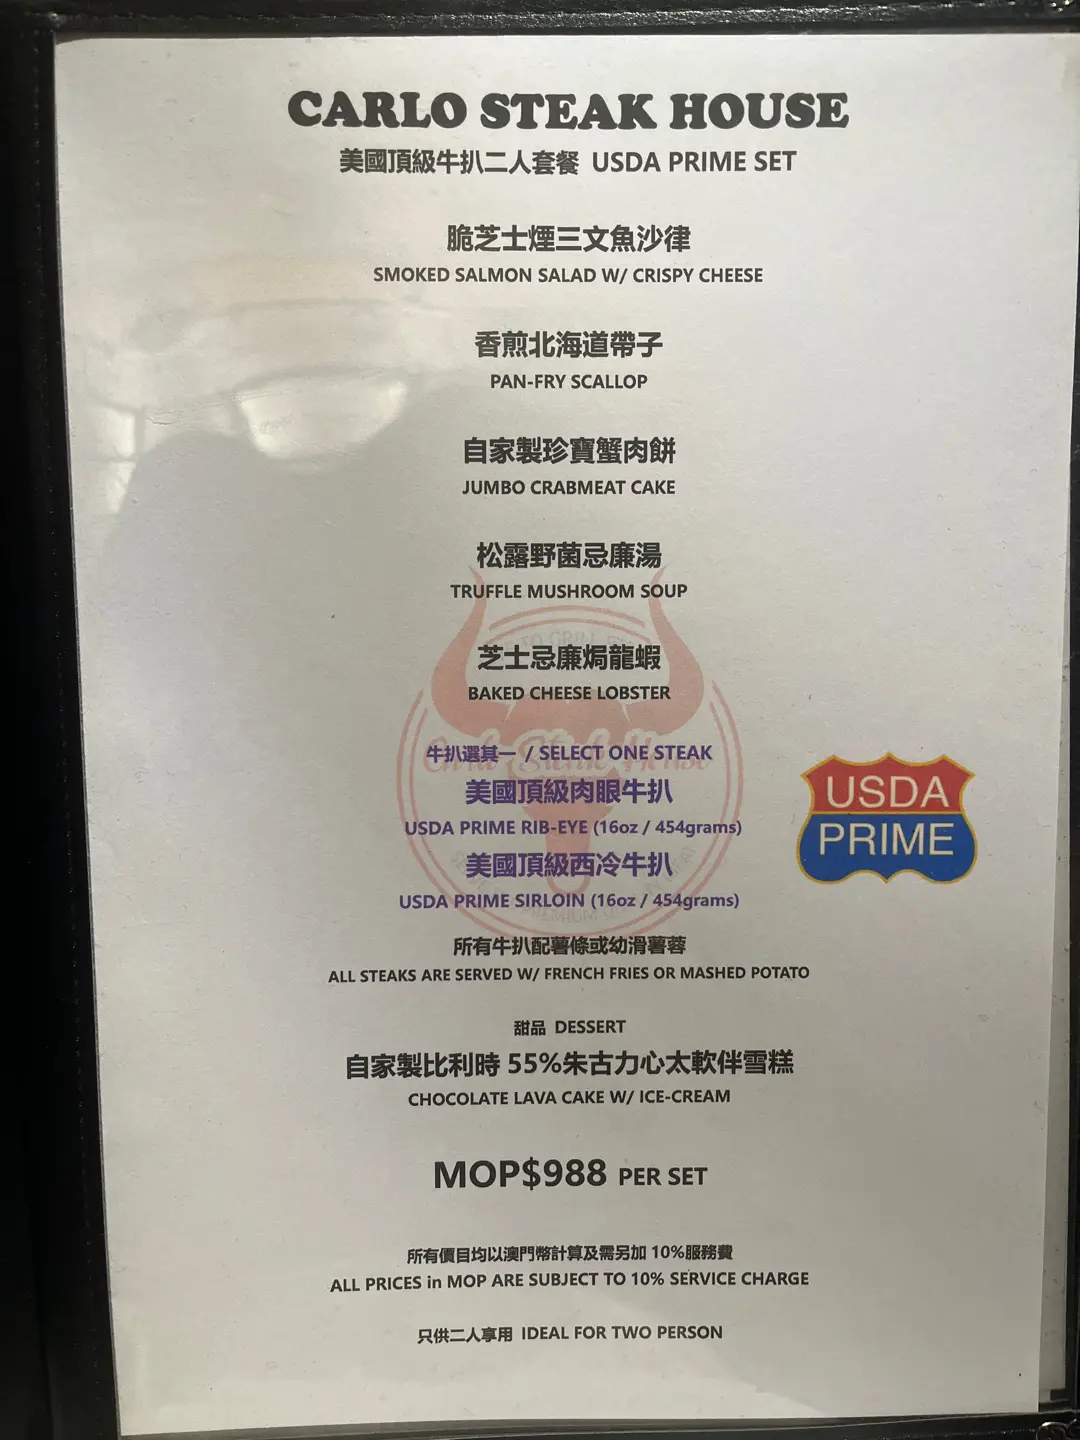 CARLO STEAK HOUSE
美國頂級牛扒二人套餐 USDA PRIME SET
脆芝士煙三文魚沙律
SMOKED SALMON SALAD W/ CRISPY CHEESE
香煎北海道帶子
PAN-FRY SCALLOP
自家製珍寶蟹肉餅
JUMBO CRABMEAT CAKE
松露野菌忌廉湯
TRUFFLE MUSHROOM SOUP
芝士忌廉焗龍蝦
BAKED CHEESE LOBSTER
牛扒選其一 / SELECT ONE STEAK
Carlo Steak House
美國頂級肉眼牛扒
USDA PRIME RIB-EYE (16oz / 454grams)
美國頂級西冷牛扒
USDA PRIME SIRLOIN (16oz / 454grams)
USDA
PRIME
所有牛扒配薯條或幼滑薯蓉
ALL STEAKS ARE SERVED W/ FRENCH FRIES OR MASHED POTATO
甜品 DESSERT
自家製比利時 55%朱古力心太軟伴雪糕
CHOCOLATE LAVA CAKE W/ ICE-CREAM
MOP$988 PER SET
所有價目均以澳門幣計算及需另加 10%服務費
ALL PRICES in MOP ARE SUBJECT TO 10% SERVICE CHARGE
只供二人享用 IDEAL FOR TWO PERSON